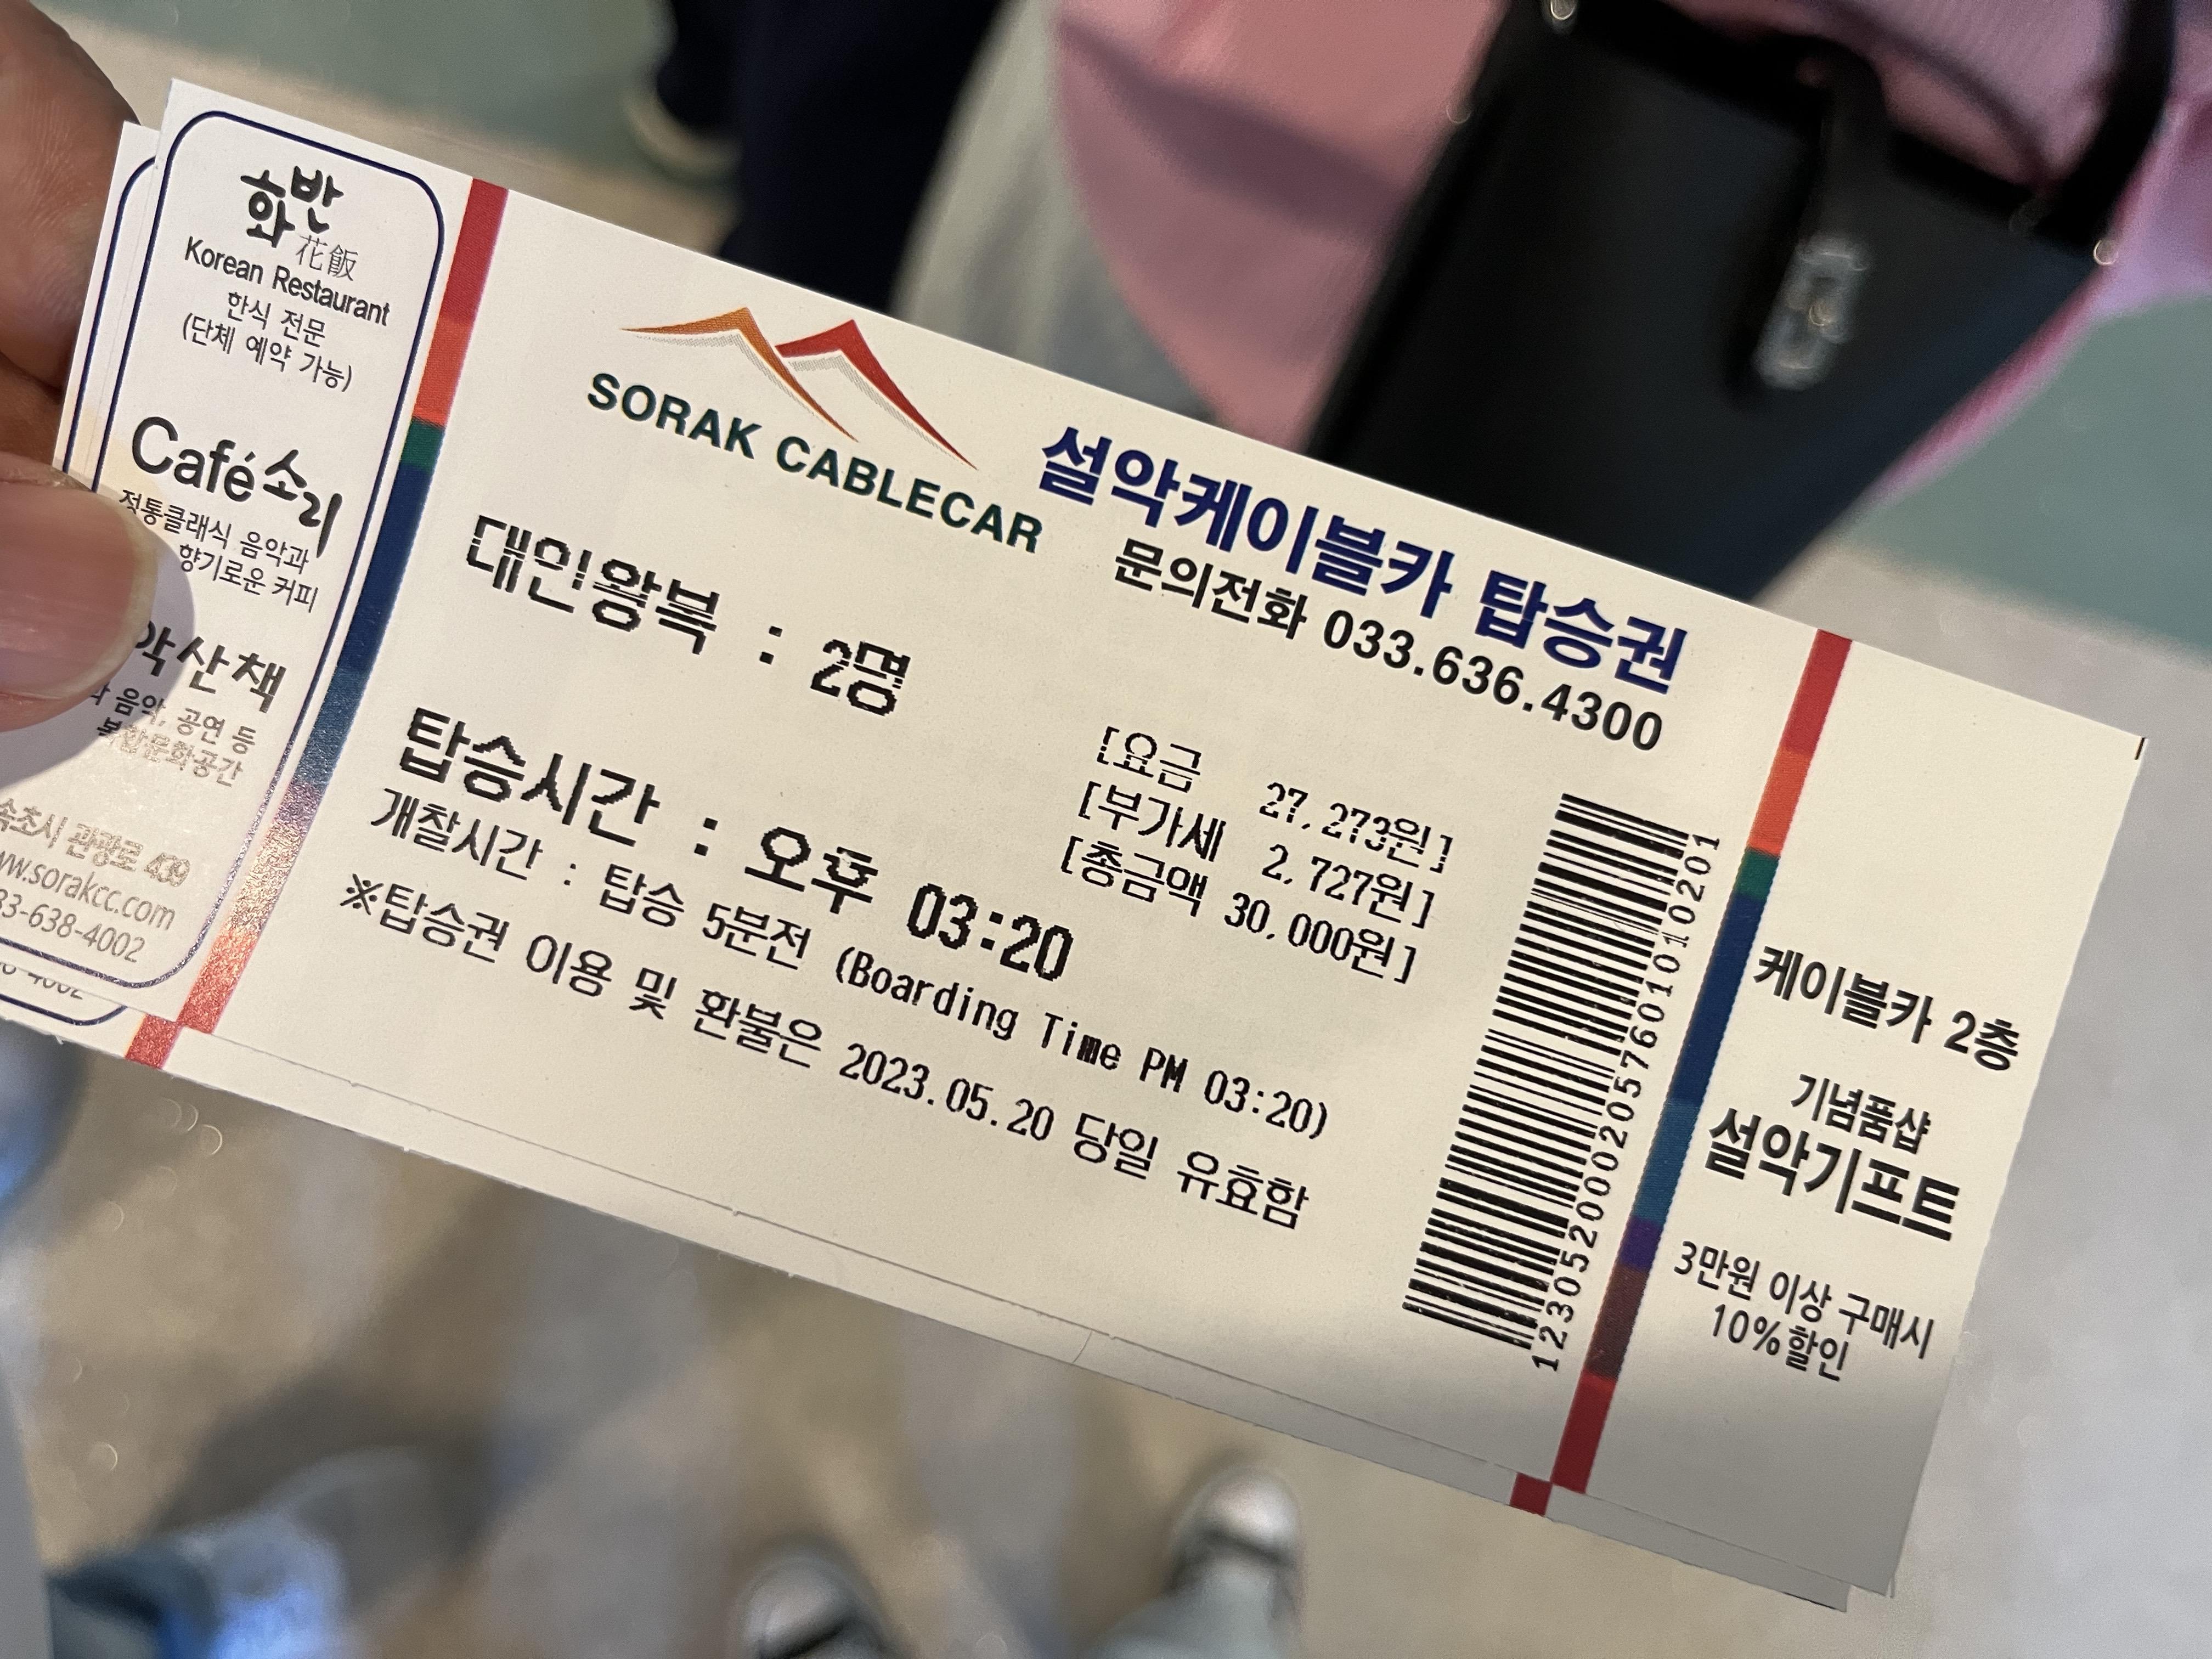 화반
花飯
Korean Restaurant
한식 전문
(단체 예약 가능)
Café 소리
정통클래식 음악과
향기로운 커피
산책
음악, 공연 등
복합문화공간
속초시 관광로 439
www.sorakcc.com
33-638-4002
SORAK CABLECAR
설악케이블카 탑승권
문의전화 033.636.4300
대인왕복 : 2명
[요금 27,273원]
[부가세 2,727원]
[총금액 30,000원]
탑승시간 : 오후 03:20
개찰시간 : 탑승 5분전 (Boarding Time PM 03:20)
※탑승권 이용 및 환불은 2023.05.20 당일 유효함
123052000020576010101020​1
케이블카 2층
기념품샵
설악기프트
3만원 이상 구매시
10%할인